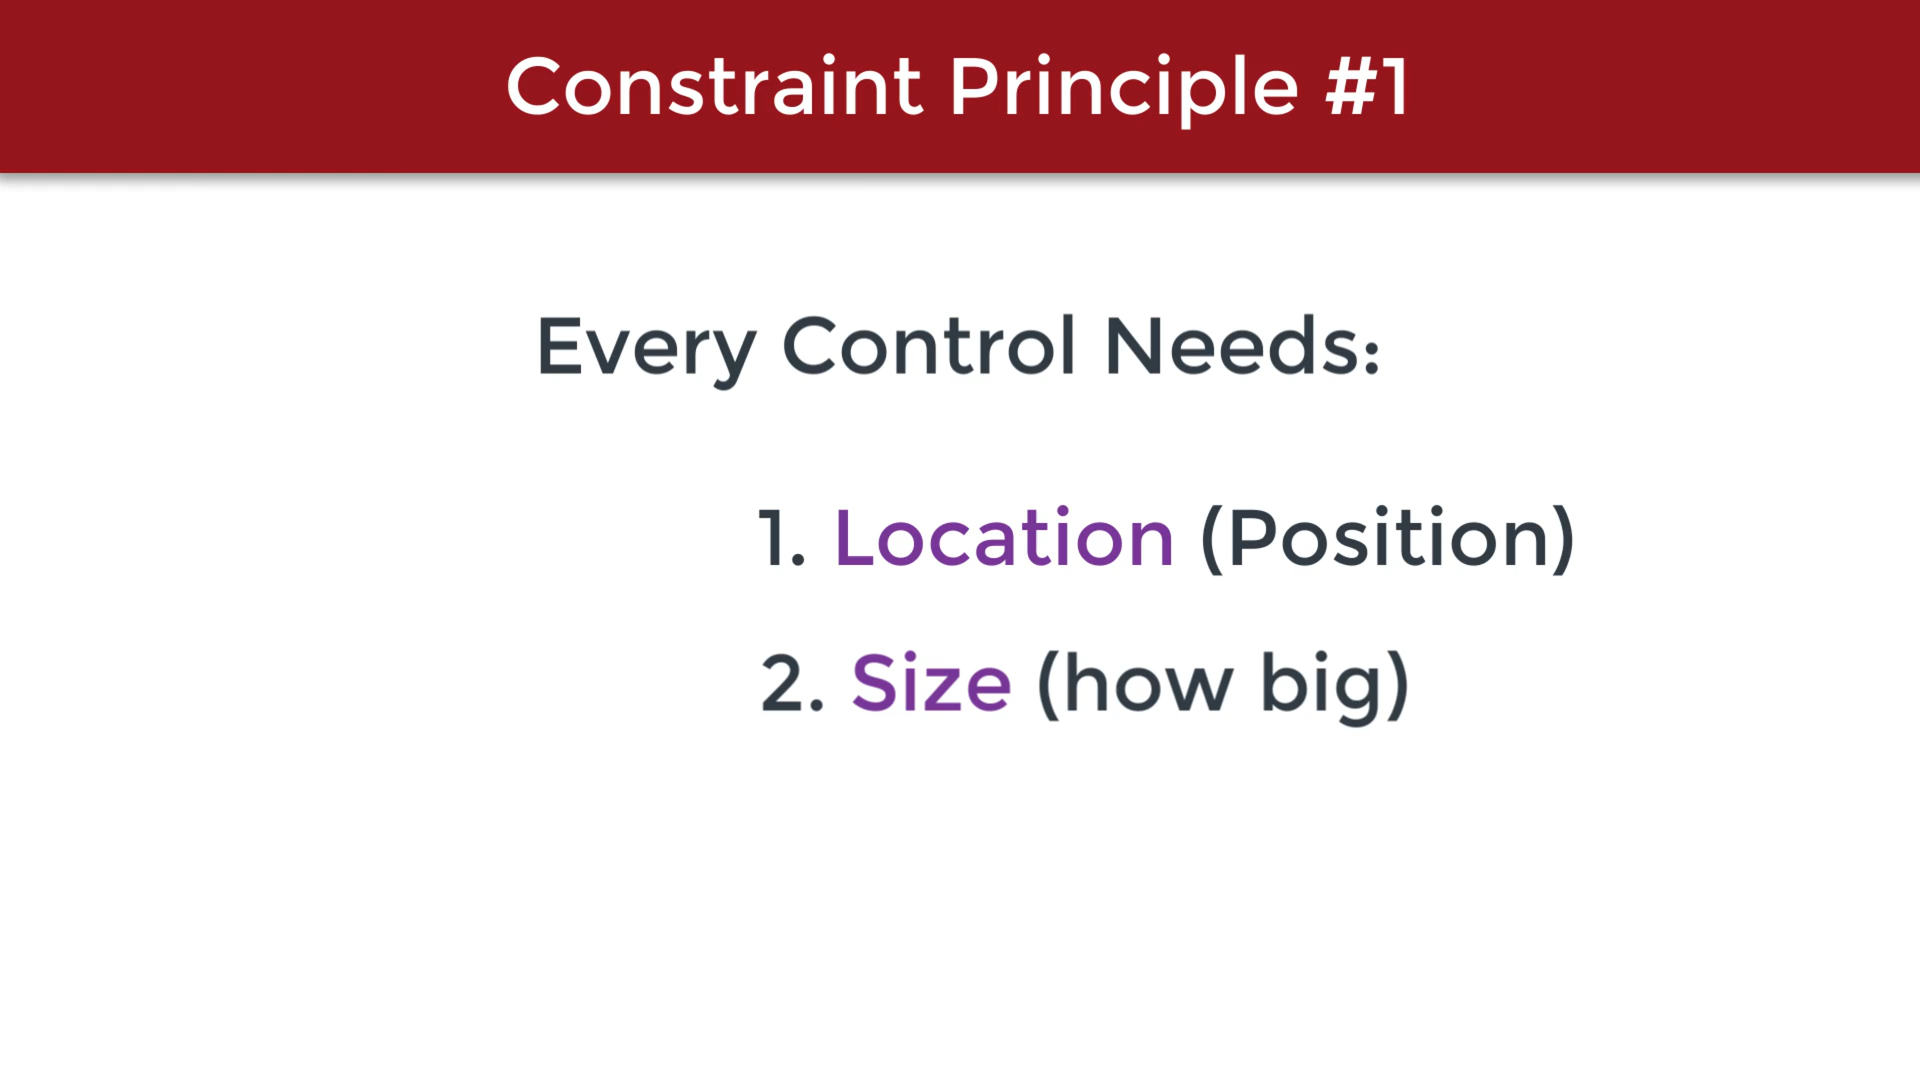 Constraint Principle #1
Every Control Needs:
1. Location (Position)
2. Size (how big)